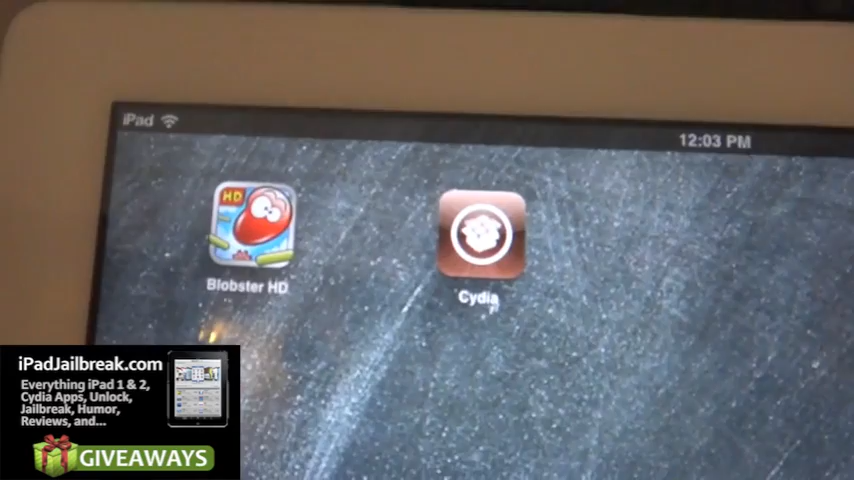 iPad
12:03 PM
HD
Blobster HD
Cydia
iPadJailbreak.com
Everything iPad 1 & 2,
Cydia Apps, Unlock,
Jailbreak, Humor,
Reviews, and...
GIVEAWAYS